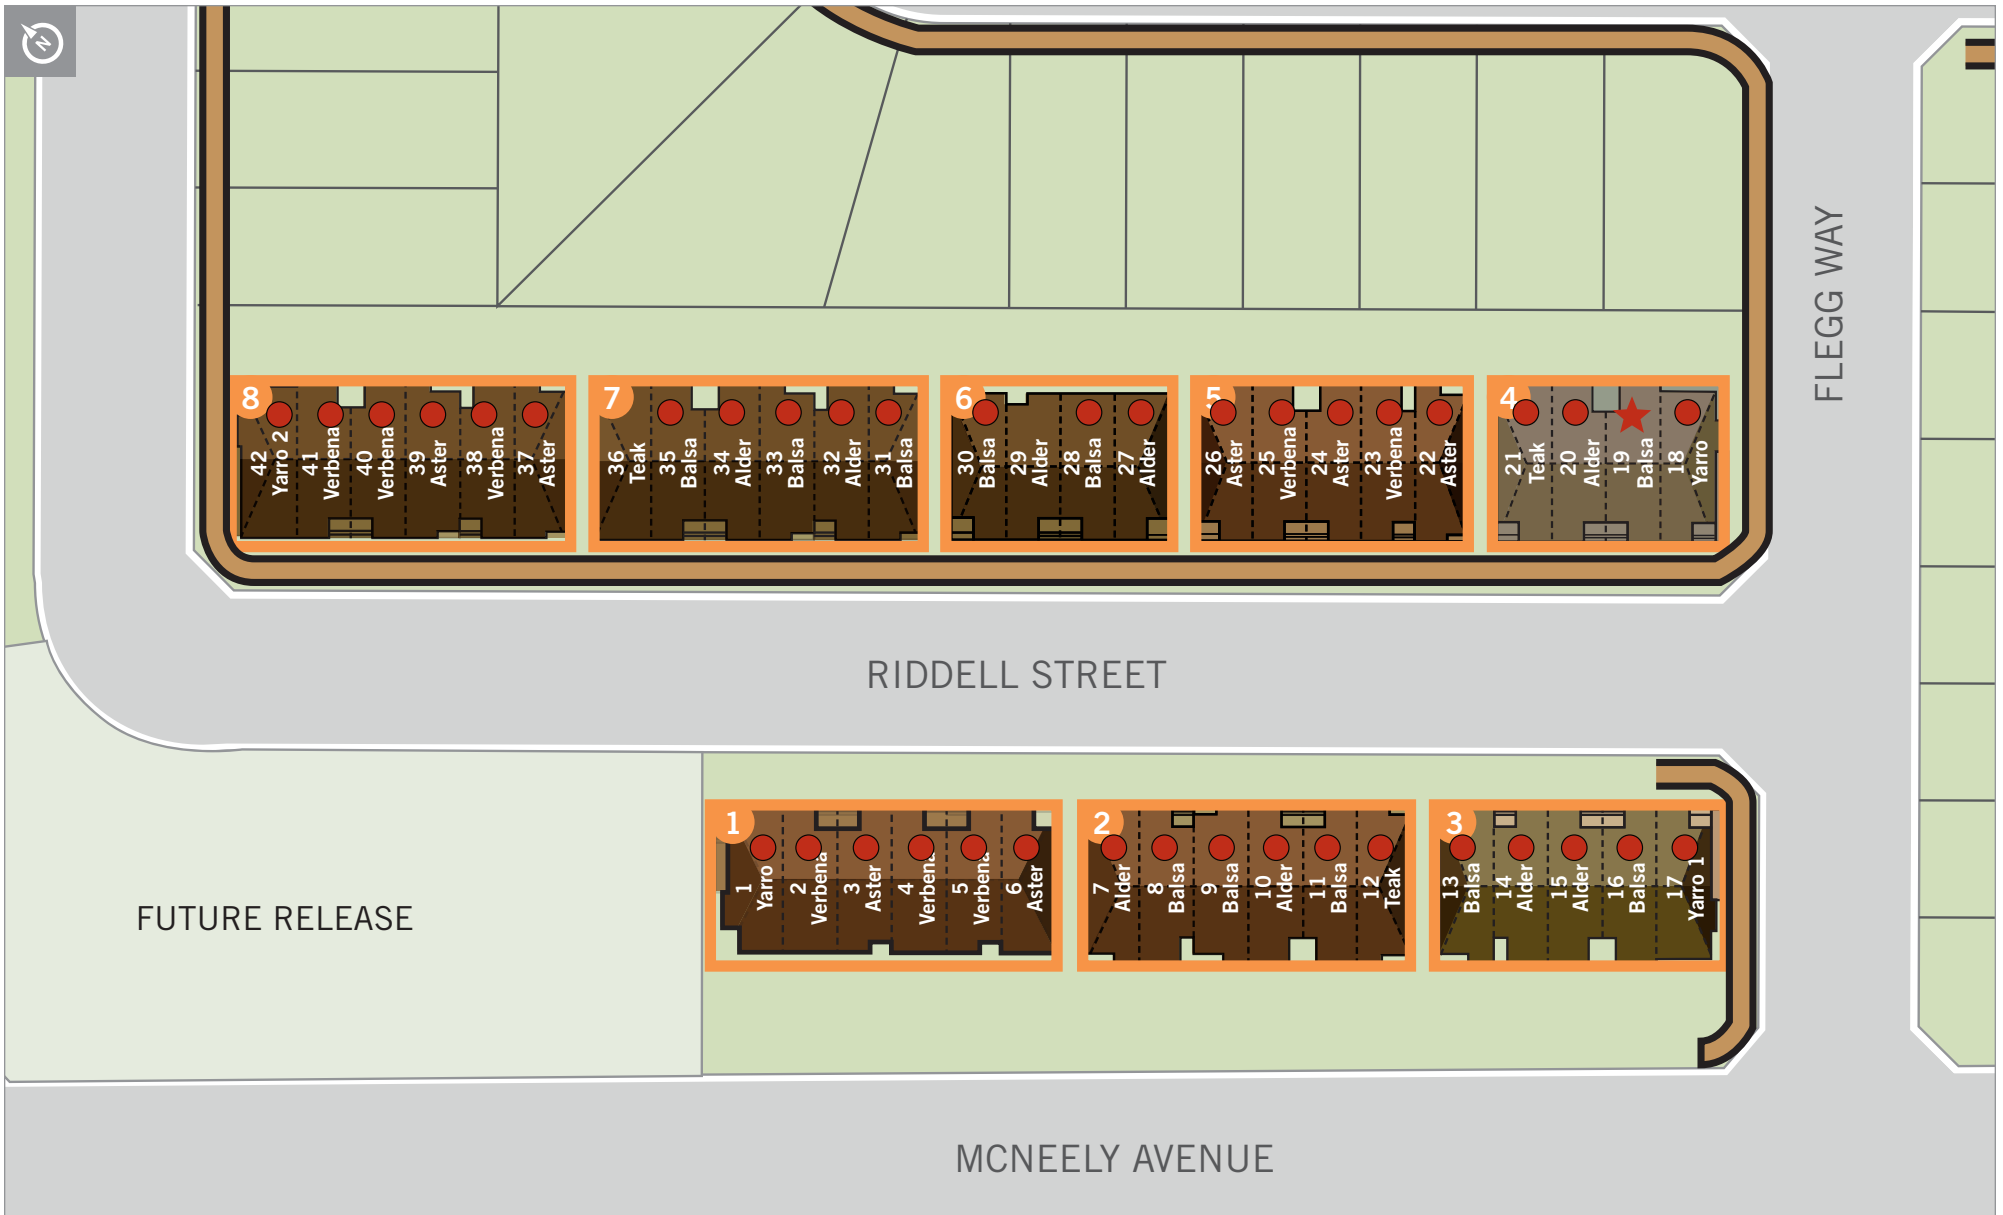 N
FLEGG WAY
8
42
Yarro 2
41
Verbena
40
Verbena
39
Aster
38
Verbena
37
Aster
7
36
Teak
35
Balsa
34
Alder
33
Balsa
32
Alder
31
Balsa
6
30
Balsa
29
Alder
28
Balsa
27
Alder
5
26
Aster
25
Verbena
24
Aster
23
Verbena
22
Aster
4
21
Teak
20
Alder
19
Balsa
18
Yarro
RIDDELL STREET
1
1
Yarro
2
Verbena
3
Aster
4
Verbena
5
Verbena
6
Aster
2
7
Alder
8
Balsa
9
Balsa
10
Alder
11
Balsa
12
Teak
3
13
Balsa
14
Alder
15
Alder
16
Balsa
17
Yarro 1
FUTURE RELEASE
MCNEELY AVENUE